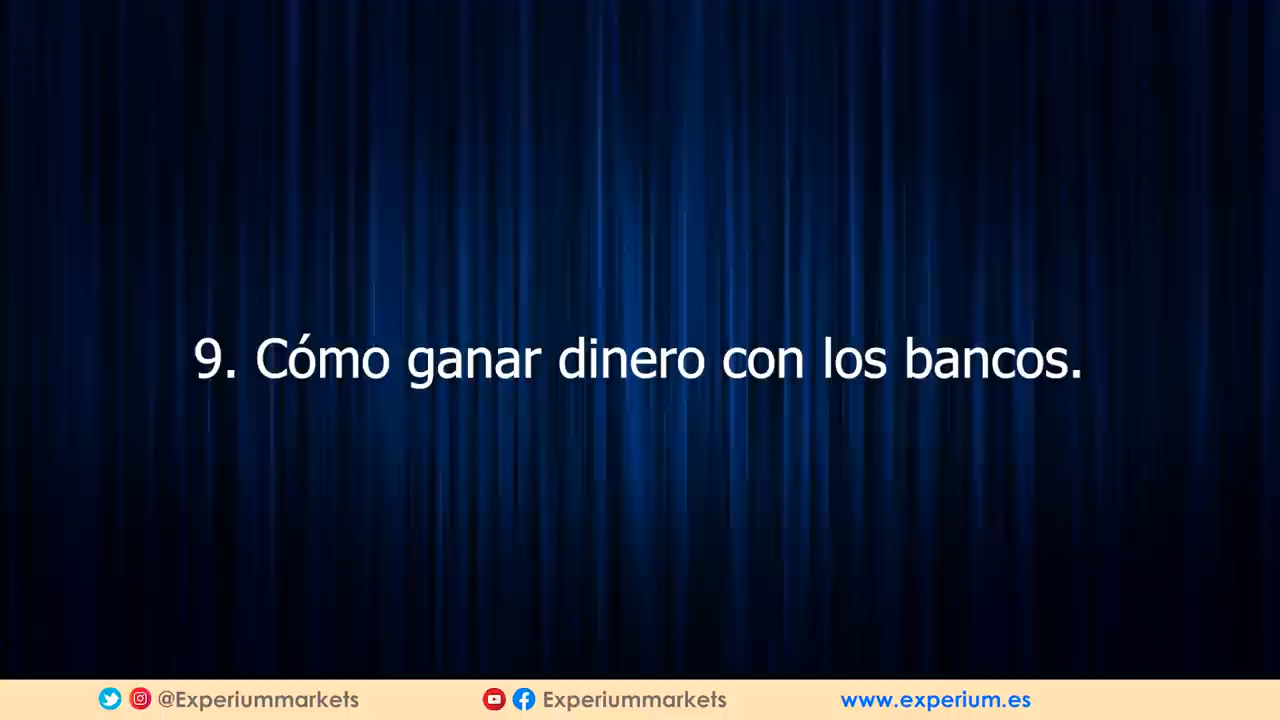 9. Cómo ganar dinero con los bancos.
@Experiummarkets
Experiummarkets
www.experium.es